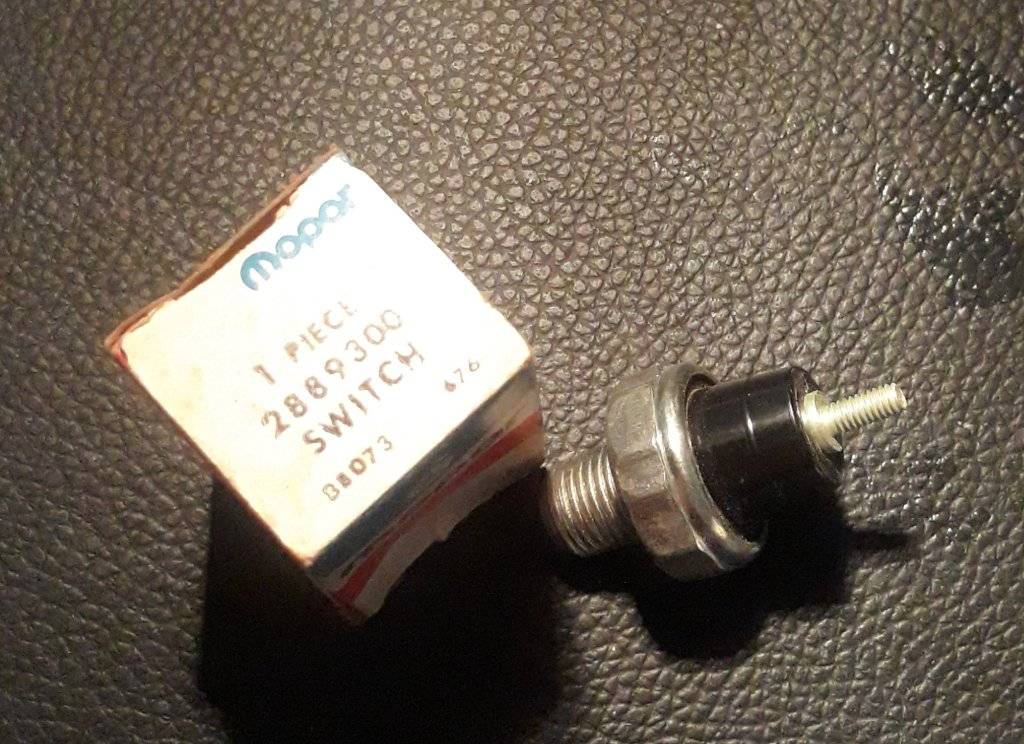 mopar
1 PIECE
2889300
SWITCH
676
B8073